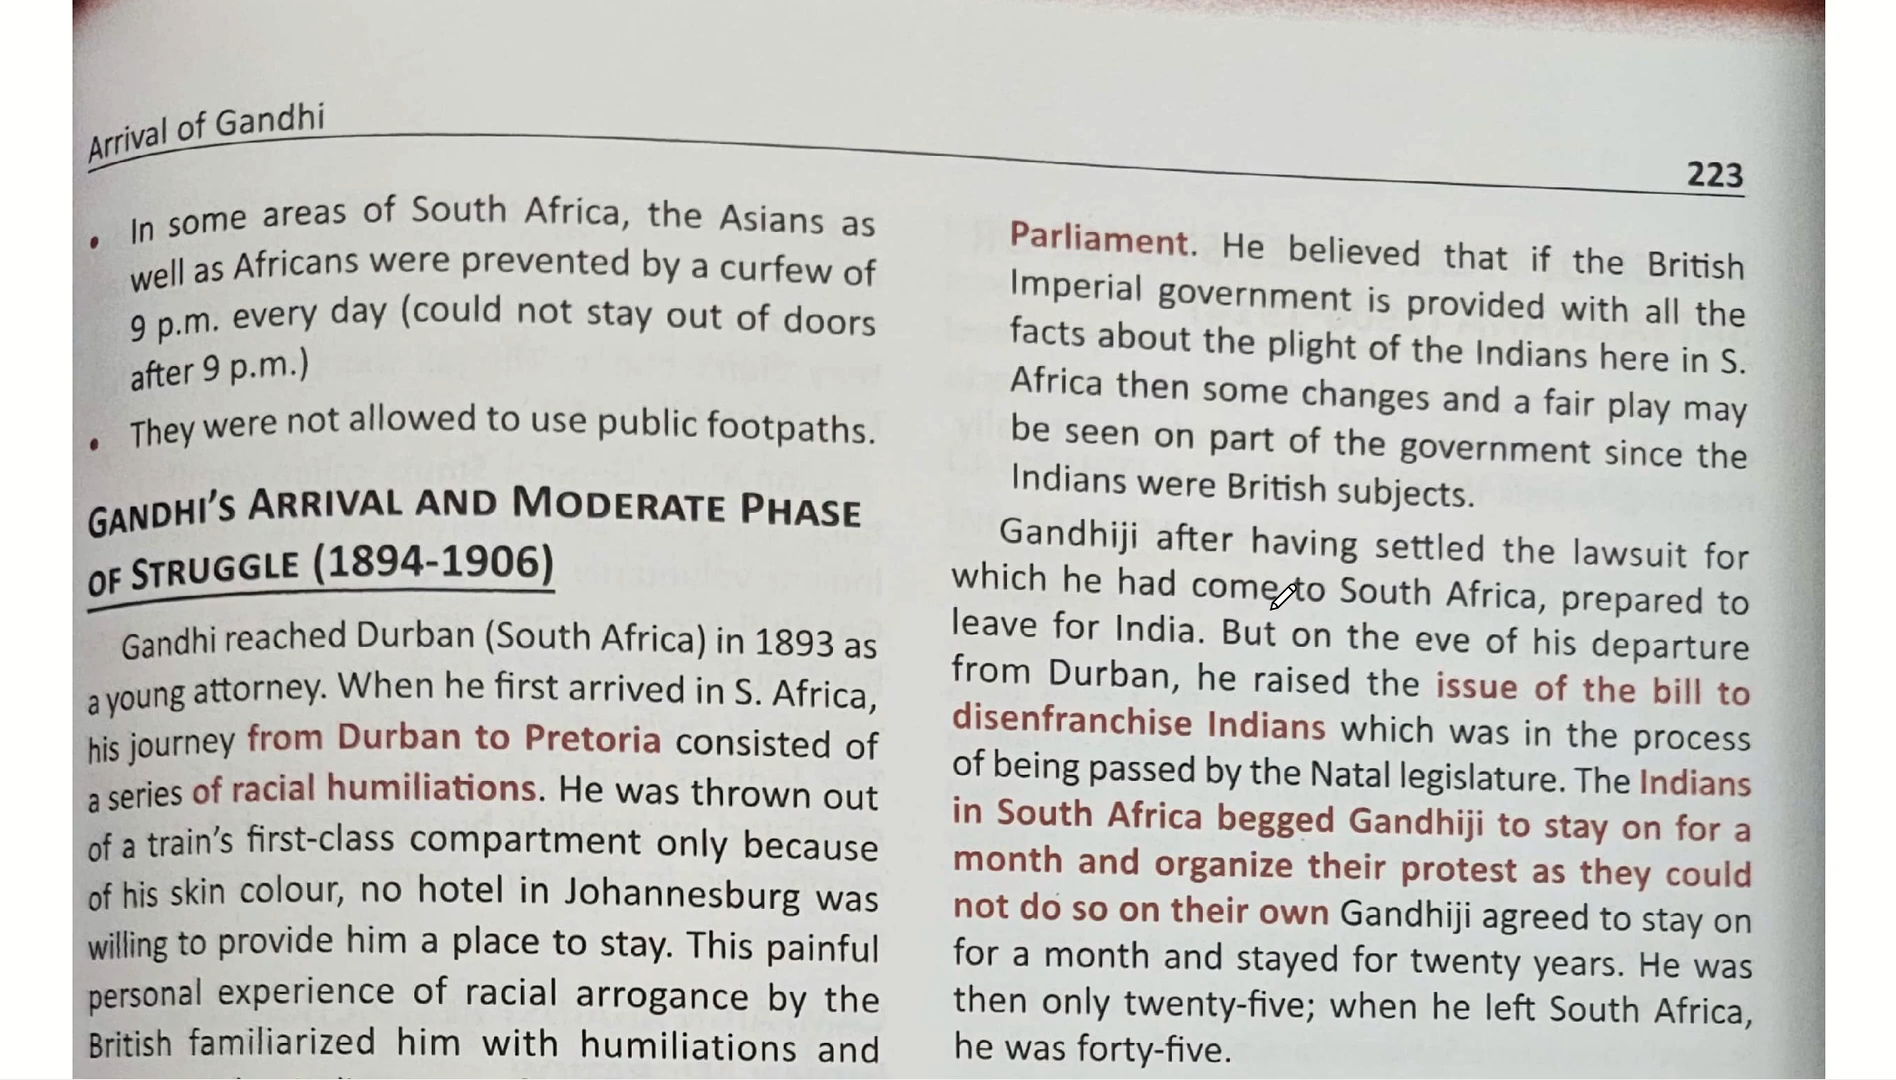 Arrival of Gandhi
223
• In some areas of South Africa, the Asians as
well as Africans were prevented by a curfew of
9 p.m. every day (could not stay out of doors
after 9 p.m.)
• They were not allowed to use public footpaths.
GANDHI'S ARRIVAL AND MODERATE PHASE
OF STRUGGLE (1894-1906)
Gandhi reached Durban (South Africa) in 1893 as
a young attorney. When he first arrived in S. Africa,
his journey from Durban to Pretoria consisted of
a series of racial humiliations. He was thrown out
of a train's first-class compartment only because
of his skin colour, no hotel in Johannesburg was
willing to provide him a place to stay. This painful
personal experience of racial arrogance by the
British familiarized him with humiliations and
Parliament. He believed that if the British
Imperial government is provided with all the
facts about the plight of the Indians here in S.
Africa then some changes and a fair play may
be seen on part of the government since the
Indians were British subjects.
Gandhiji after having settled the lawsuit for
which he had come to South Africa, prepared to
leave for India. But on the eve of his departure
from Durban, he raised the issue of the bill to
disenfranchise Indians which was in the process
of being passed by the Natal legislature. The Indians
in South Africa begged Gandhiji to stay on for a
month and organize their protest as they could
not do so on their own Gandhiji agreed to stay on
for a month and stayed for twenty years. He was
then only twenty-five; when he left South Africa,
he was forty-five.